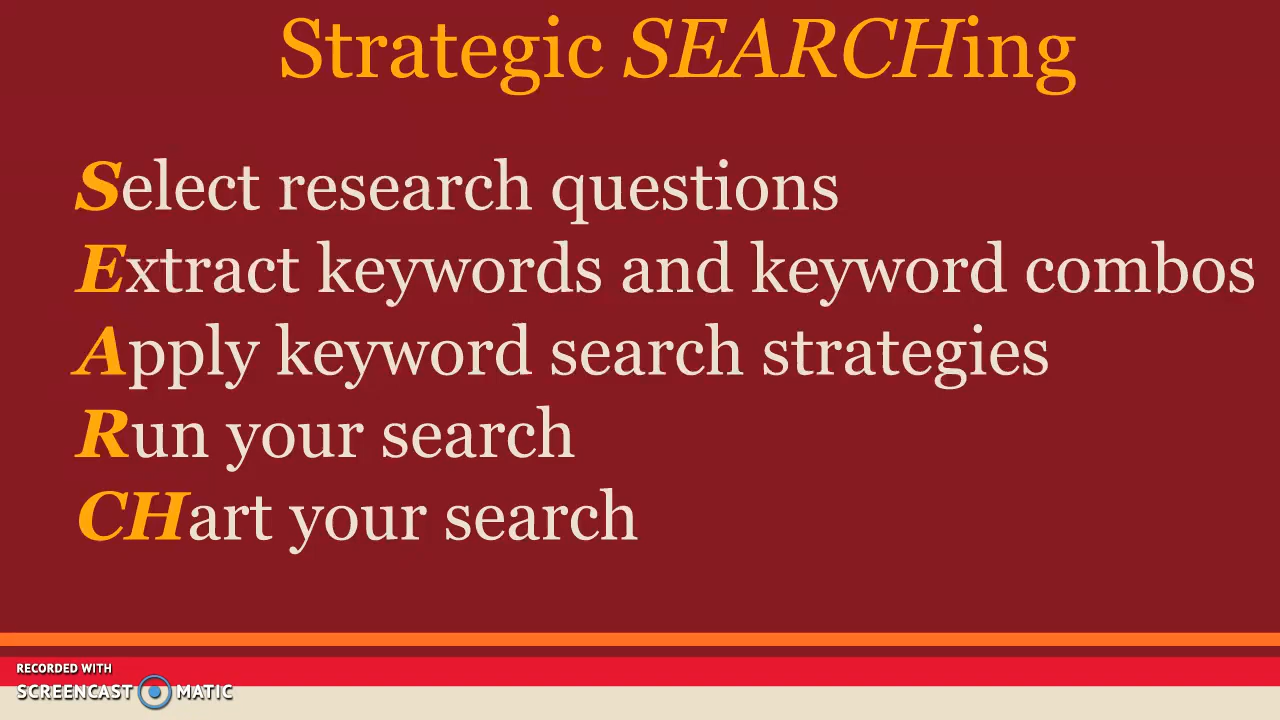 Strategic SEARCHing
Select research questions
Extract keywords and keyword combos
Apply keyword search strategies
Run your search
CHart your search
RECORDED WITH
SCREENCAST MATIC